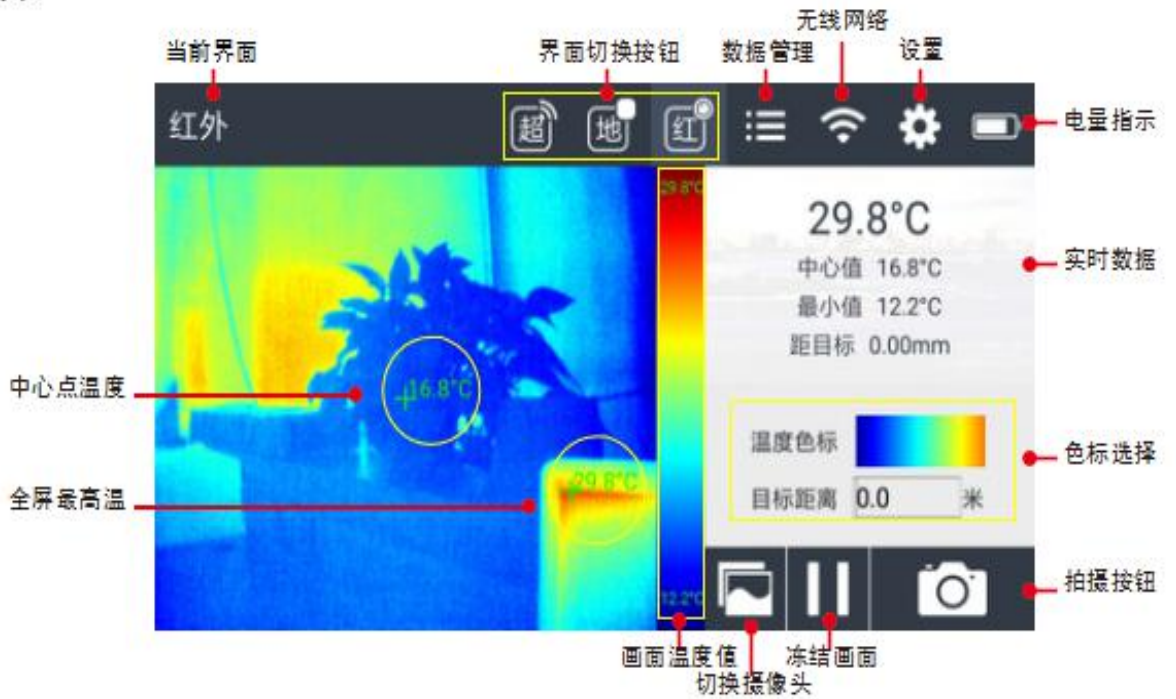 无线网络
当前界面
界面切换按钮
数据管理
设置
红外
超
地
红
电量指示
29.8°C
29.8°C
实时数据
中心值 16.8°C
最小值 12.2°C
距目标 0.00mm
中心点温度
16.8°C
温度色标
色标选择
29.8°C
全屏最高温
目标距离 0.0 米
12.2°C
拍摄按钮
画面温度值
冻结画面
切换摄像头